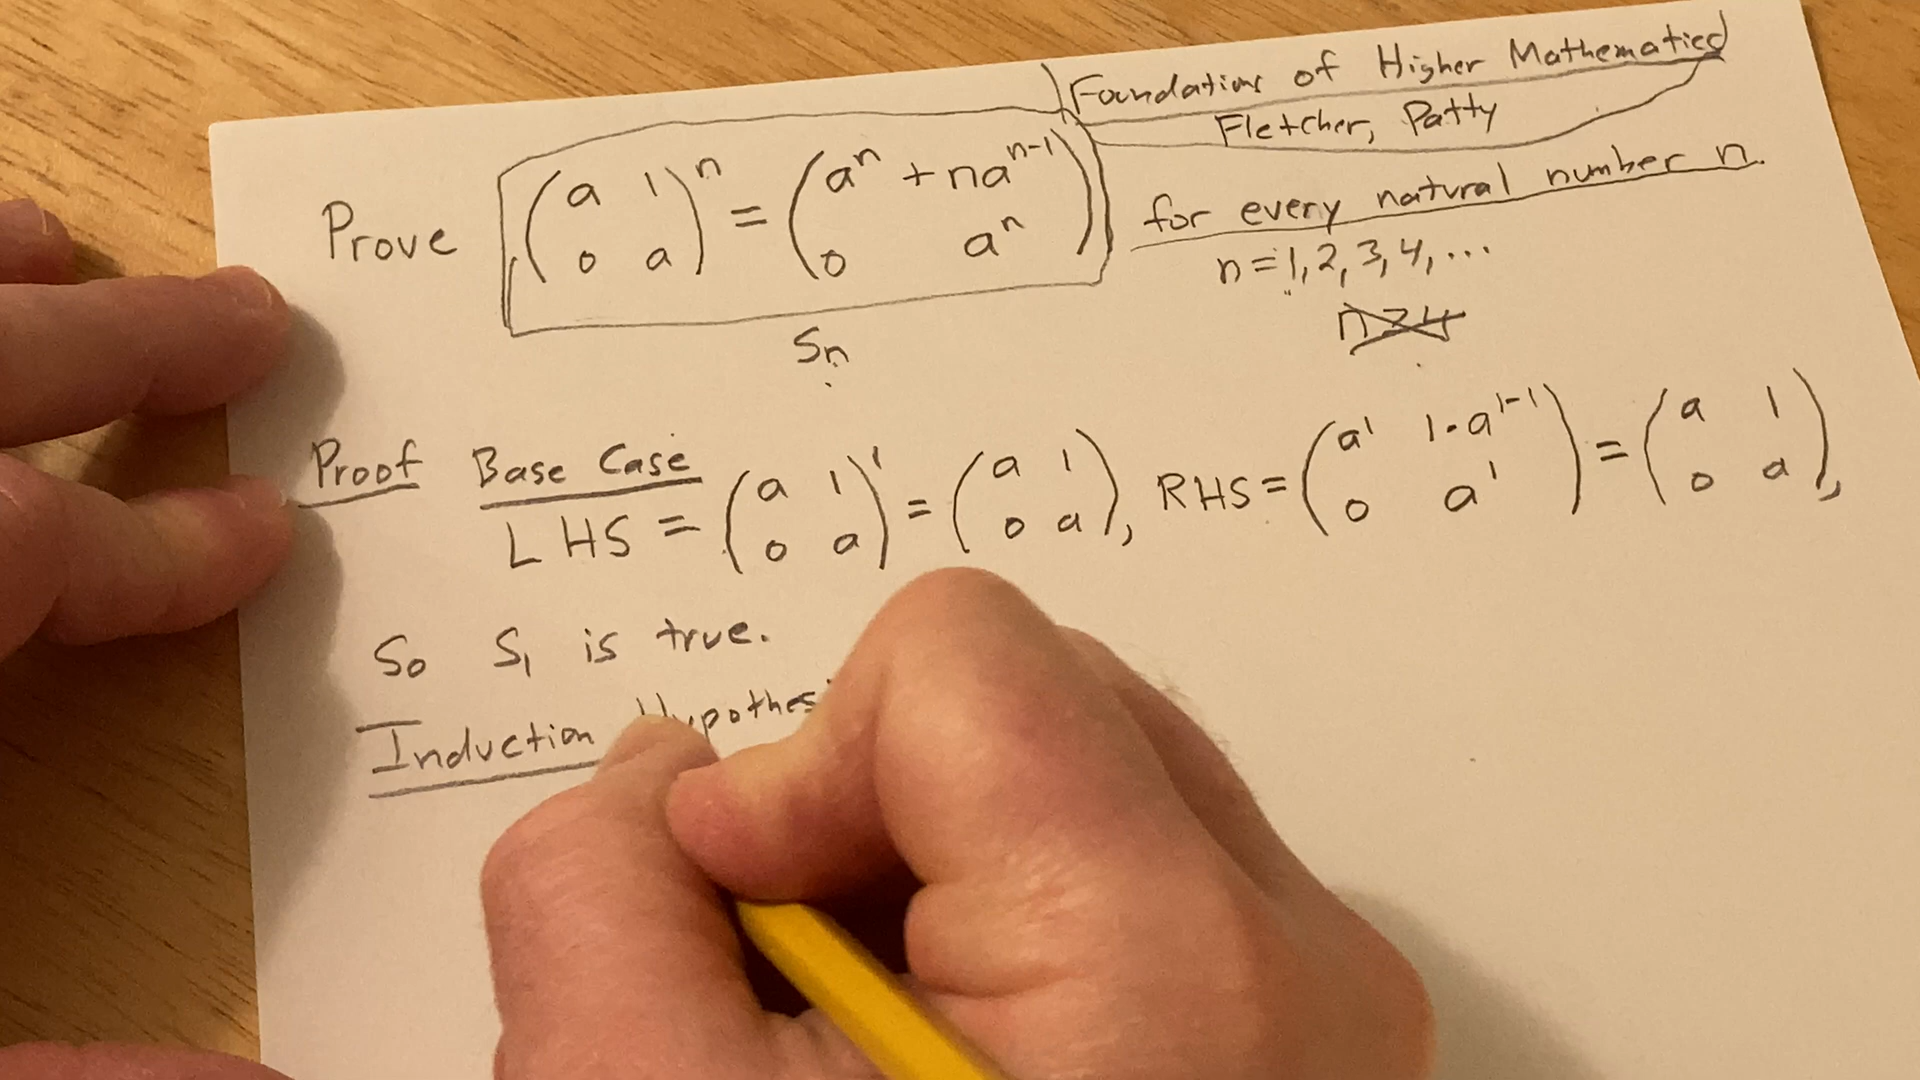 Foundations of Higher Mathematics
Fletcher, Patty
Prove (a 1 0 a)^n = (a^n + na^{n-1} 0 a^n) for every natural number n.
n=1,2,3,4,...
Sn
Proof Base Case
LHS = (a 1 0 a)^1 = (a 1 0 a), RHS = (a^1 1·a^{1-1} 0 a^1) = (a 1 0 a),
So S₁ is true.
Induction Hypothes